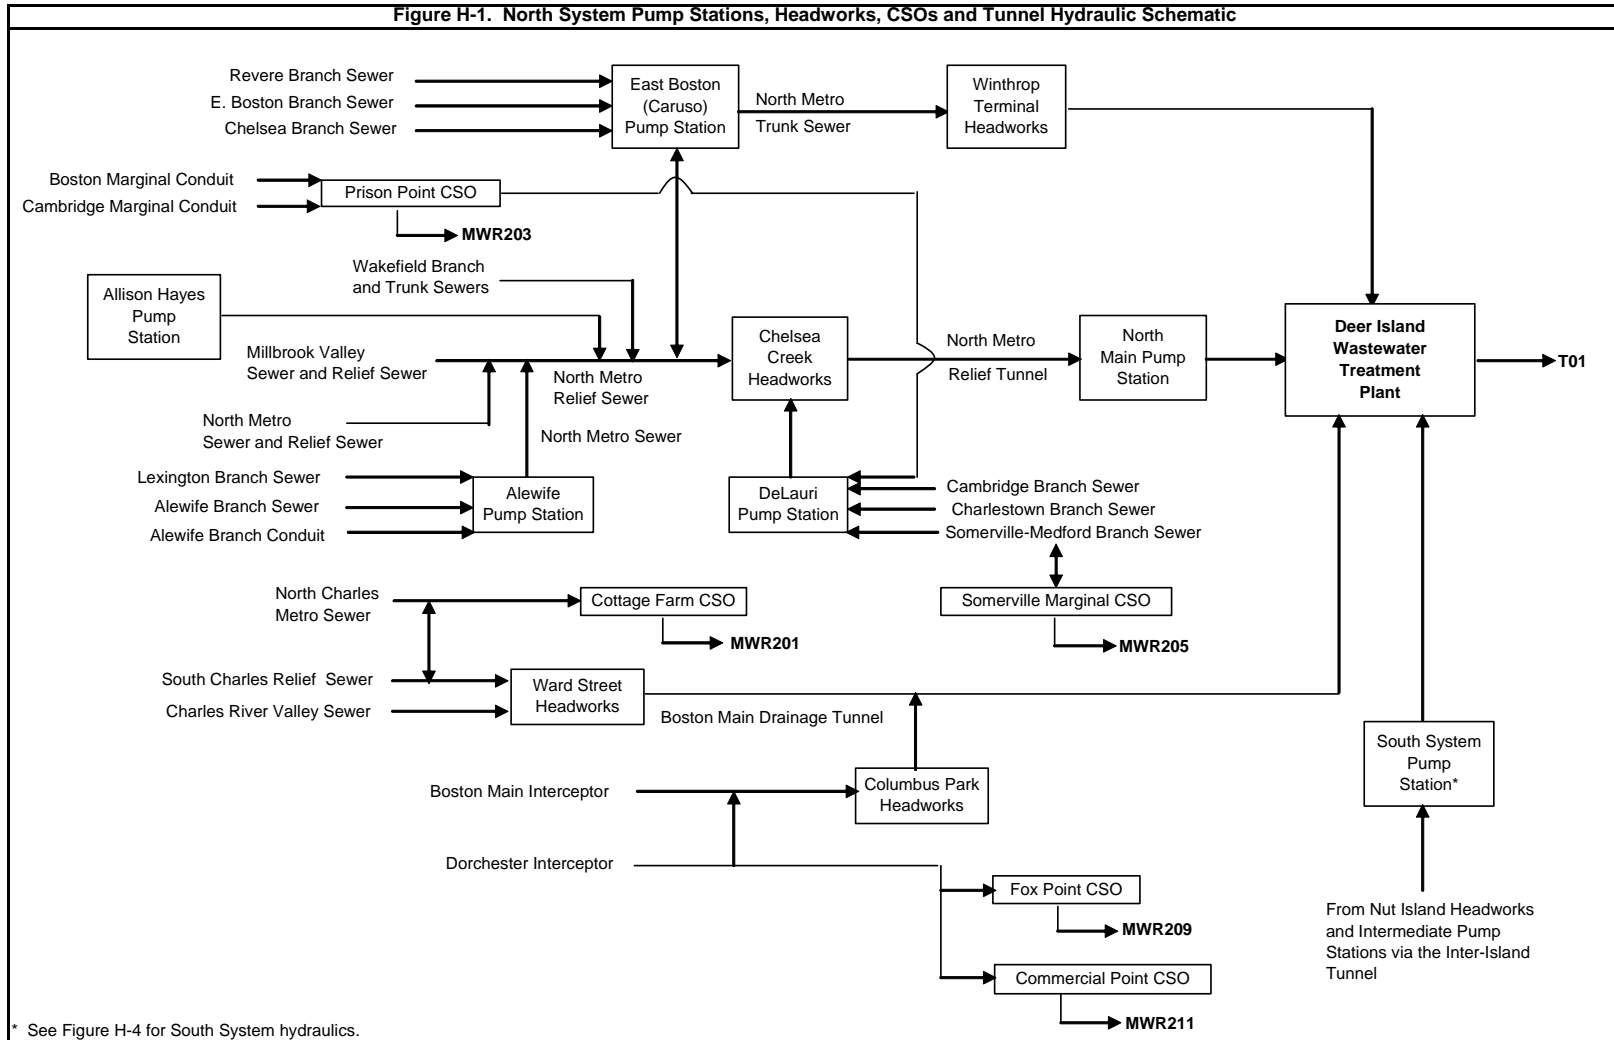 Figure H-1.  North System Pump Stations, Headworks, CSOs and Tunnel Hydraulic Schematic
Revere Branch Sewer
E. Boston Branch Sewer
Chelsea Branch Sewer
East Boston
(Caruso)
Pump Station
North Metro
Trunk Sewer
Winthrop
Terminal
Headworks
Boston Marginal Conduit
Cambridge Marginal Conduit
Prison Point CSO
MWR203
Wakefield Branch
and Trunk Sewers
Allison Hayes
Pump
Station
Millbrook Valley
Sewer and Relief Sewer
North Metro
Relief Sewer
Chelsea
Creek
Headworks
North Metro
Relief Tunnel
North
Main Pump
Station
Deer Island
Wastewater
Treatment
Plant
T01
North Metro
Sewer and Relief Sewer
North Metro Sewer
Lexington Branch Sewer
Alewife Branch Sewer
Alewife Branch Conduit
Alewife
Pump Station
DeLauri
Pump Station
Cambridge Branch Sewer
Charlestown Branch Sewer
Somerville-Medford Branch Sewer
North Charles
Metro Sewer
Cottage Farm CSO
MWR201
Somerville Marginal CSO
MWR205
South Charles Relief  Sewer
Charles River Valley Sewer
Ward Street
Headworks
Boston Main Drainage Tunnel
South System
Pump
Station*
Boston Main Interceptor
Columbus Park
Headworks
Dorchester Interceptor
Fox Point CSO
MWR209
Commercial Point CSO
MWR211
From Nut Island Headworks
and Intermediate Pump
Stations via the Inter-Island
Tunnel
*  See Figure H-4 for South System hydraulics.